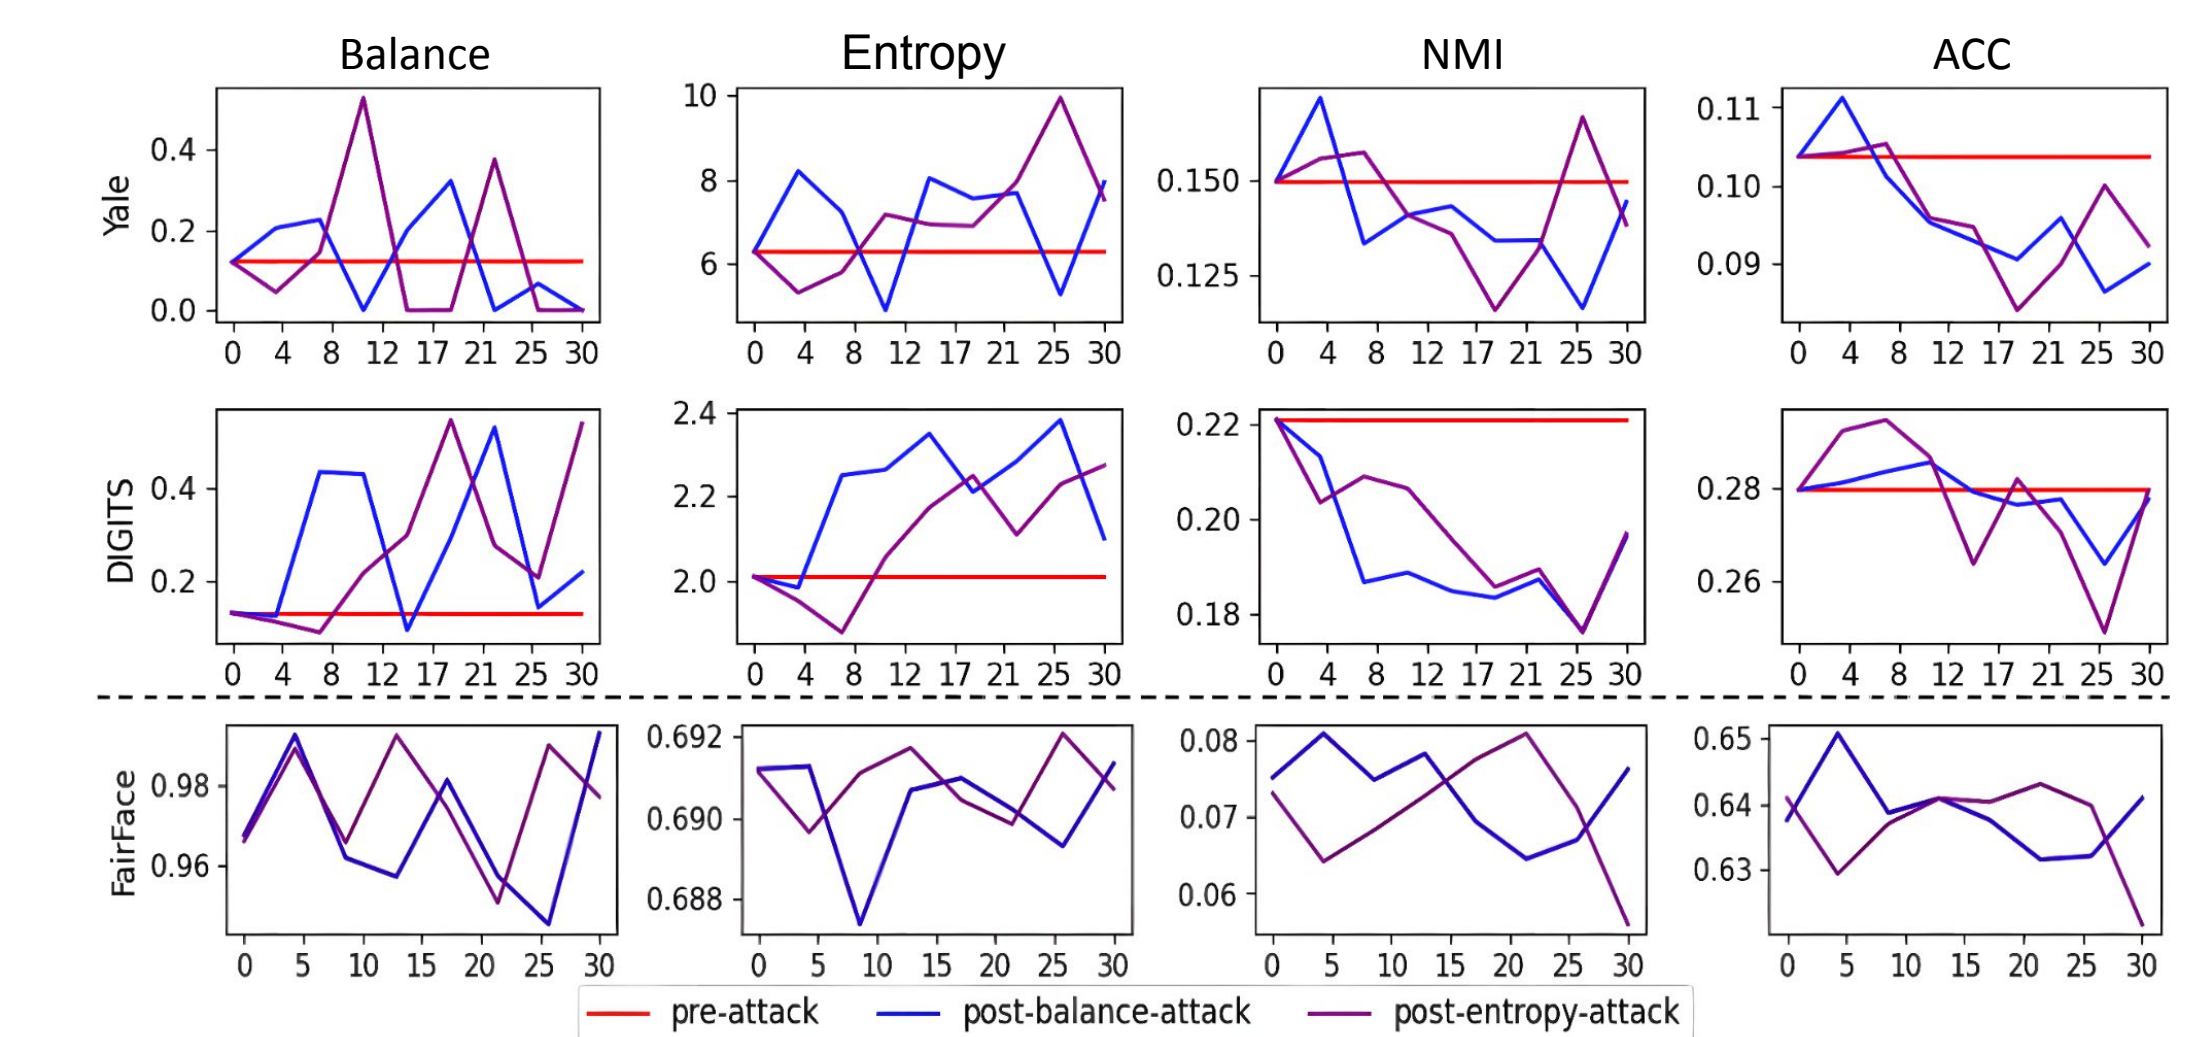 Balance Entropy NMI ACC
Yale
0.4
0.2
0.0
0 4 8 12 17 21 25 30
10
8
6
0 4 8 12 17 21 25 30
0.150
0.125
0 4 8 12 17 21 25 30
0.11
0.10
0.09
0 4 8 12 17 21 25 30
DIGITS
0.4
0.2
0 4 8 12 17 21 25 30
2.4
2.2
2.0
0 4 8 12 17 21 25 30
0.22
0.20
0.18
0 4 8 12 17 21 25 30
0.28
0.26
0 4 8 12 17 21 25 30
FairFace
0.98
0.96
0 5 10 15 20 25 30
0.692
0.690
0.688
0 5 10 15 20 25 30
0.08
0.07
0.06
0 5 10 15 20 25 30
0.65
0.64
0.63
0 5 10 15 20 25 30
pre-attack post-balance-attack post-entropy-attack